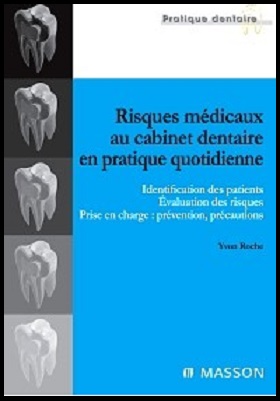 Pratique dentaire
Risques médicaux
au cabinet dentaire
en pratique quotidienne
Identification des patients
Évaluation des risques
Prise en charge : prévention, précautions
Yvon Roche
MASSON